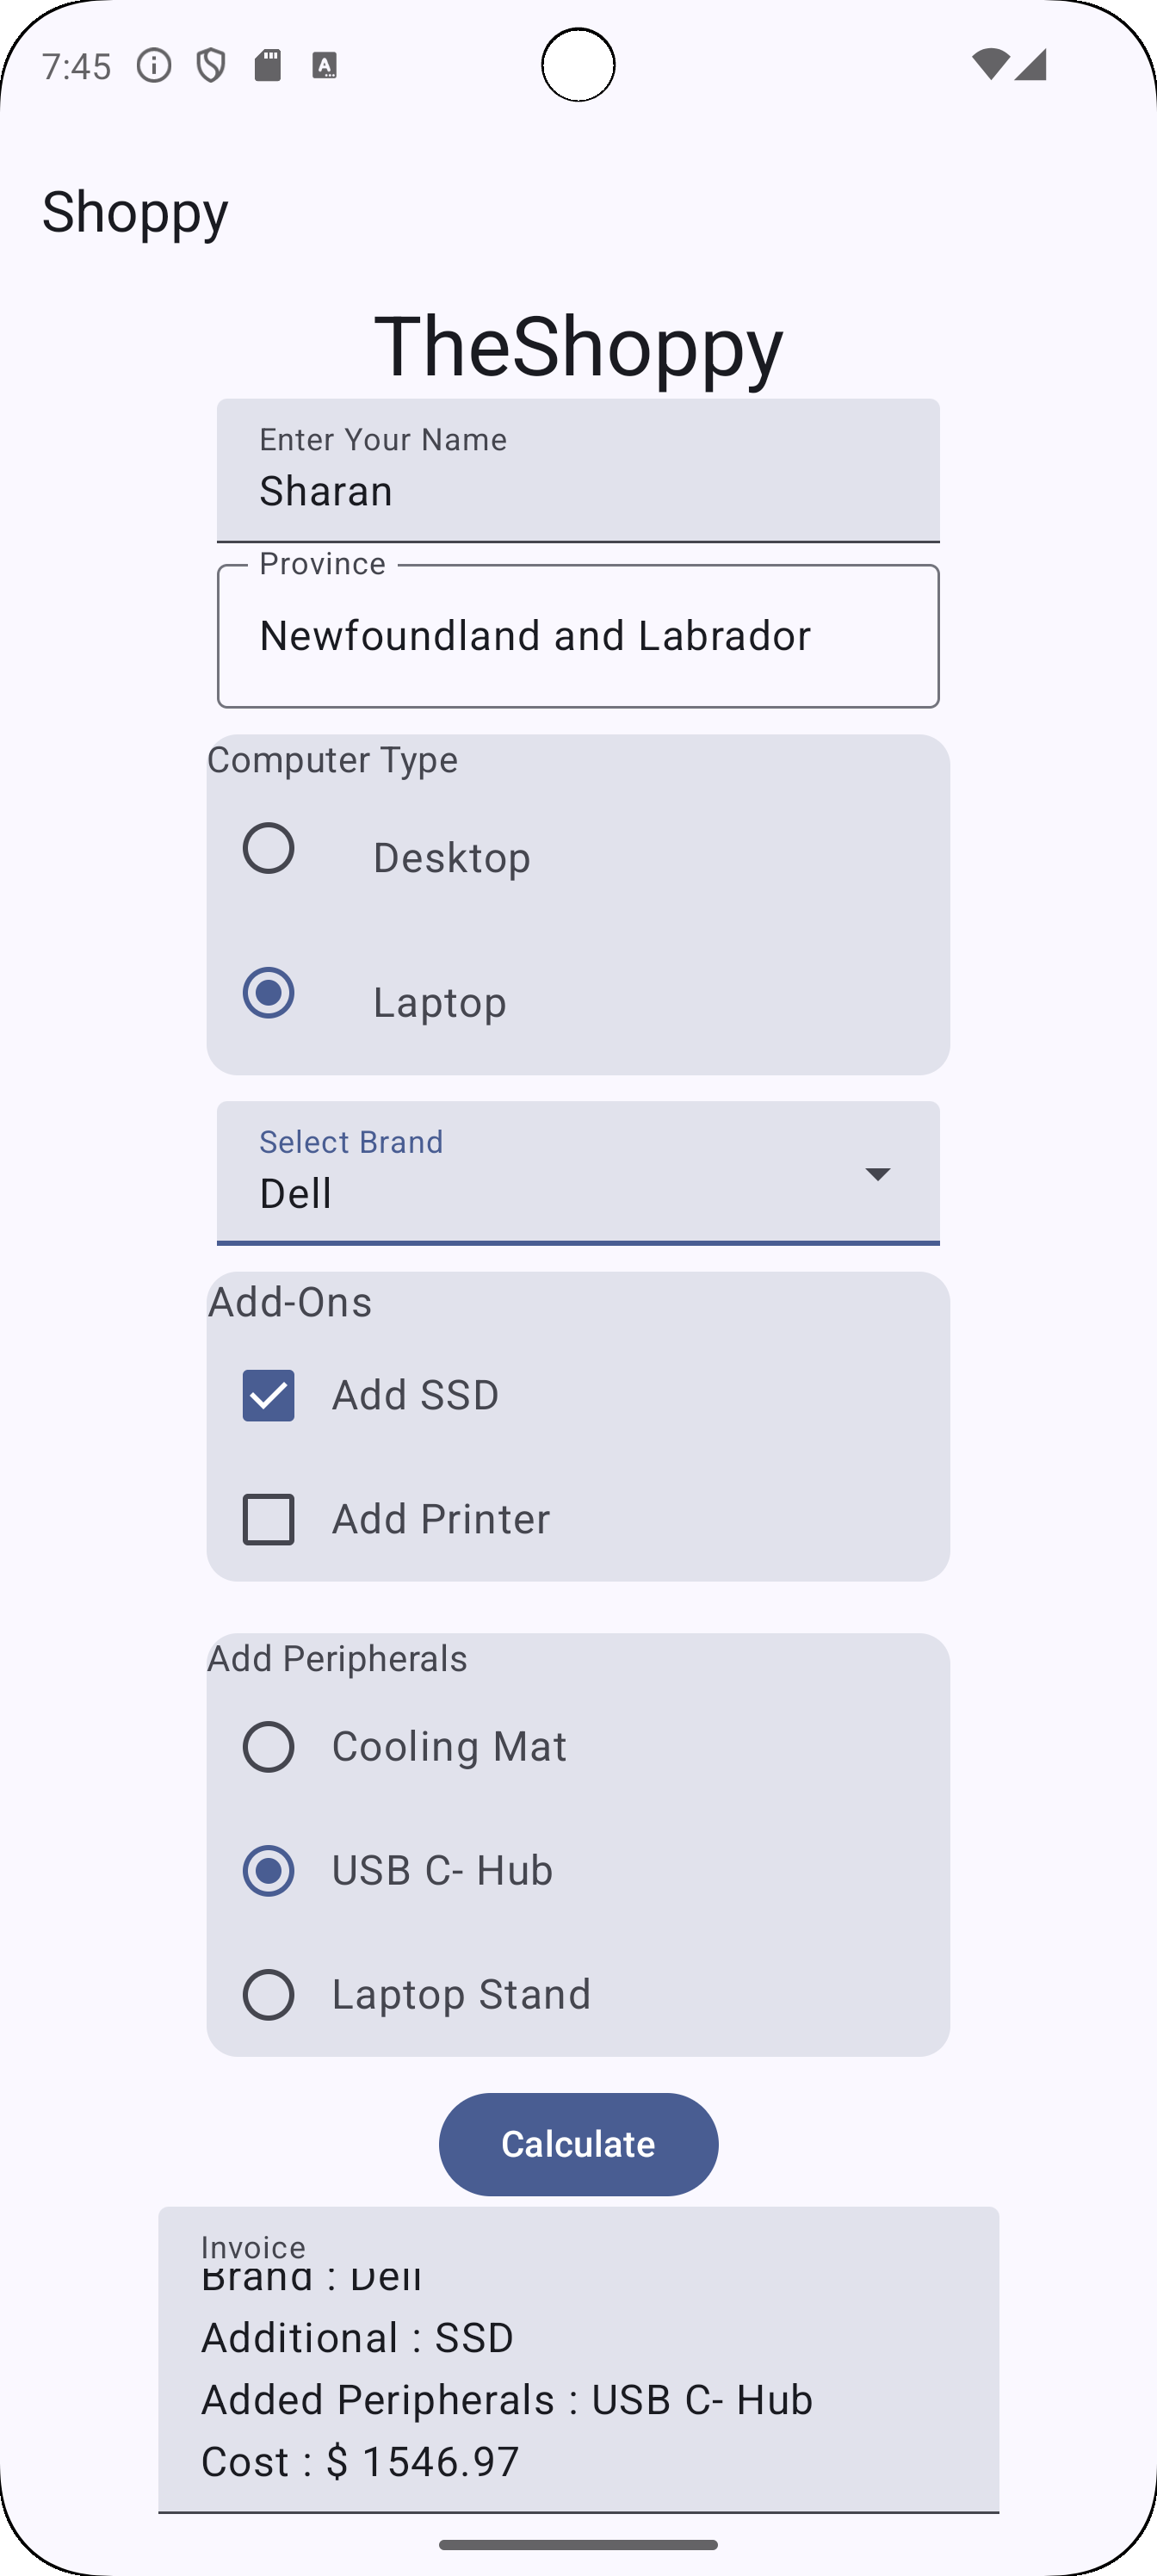 7:45
Shoppy
TheShoppy
Enter Your Name
Sharan
Province
Newfoundland and Labrador
Computer Type
Desktop
Laptop
Select Brand
Dell
Add-Ons
Add SSD
Add Printer
Add Peripherals
Cooling Mat
USB C- Hub
Laptop Stand
Calculate
Invoice
Brand : Dell
Additional : SSD
Added Peripherals : USB C- Hub
Cost : $ 1546.97